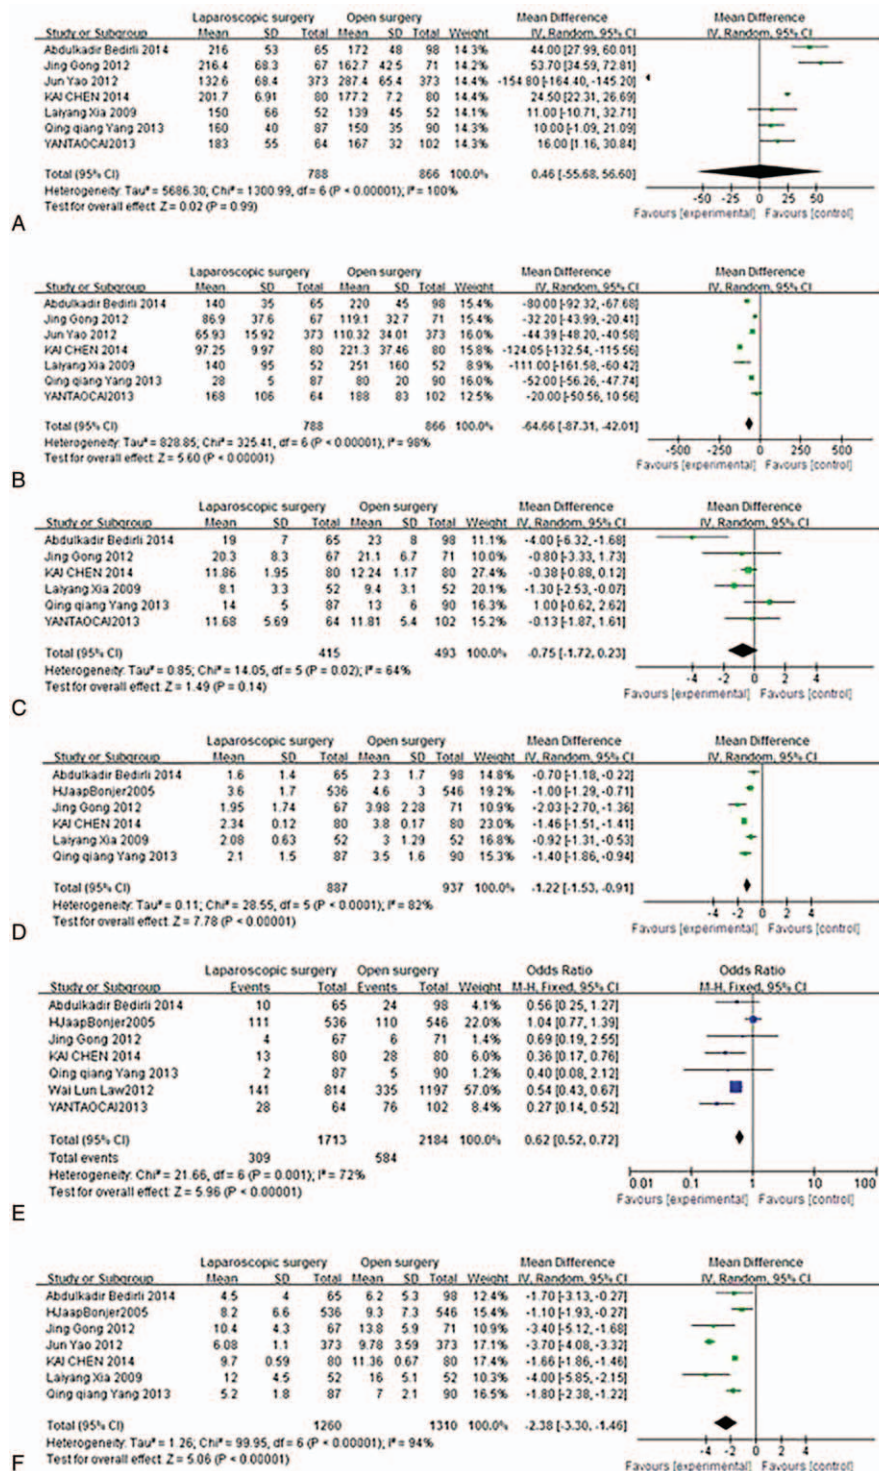 Laparoscopic surgery Open surgery Mean Difference Mean Difference
Study or Subgroup Mean SD Total Mean SD Total Weight IV, Random, 95% CI IV, Random, 95% CI
Abdulkadir Bedirli 2014 216 53 65 172 48 98 14.3% 44.00 [27.99, 60.01]
Jing Gong 2012 216.4 68.3 67 162.7 42.5 71 14.3% 53.70 [34.59, 72.81]
Jun Yao 2012 132.6 68.4 373 287.4 65.4 373 14.3% -154.80 [-164.40, -145.20]
KAI CHEN 2014 201.7 6.91 80 177.2 7.2 80 14.4% 24.50 [22.31, 26.69]
Laiyang Xia 2009 150 66 52 139 45 52 14.2% 11.00 [-10.71, 32.71]
Qing qiang Yang 2013 160 40 87 150 35 90 14.3% 10.00 [-1.09, 21.09]
YANTAOCAI2013 183 55 64 167 32 102 14.3% 16.00 [1.16, 30.84]
Total (95% CI) 788 866 100.0% 0.46 [-55.68, 56.60]
Heterogeneity: Tau² = 5686.30; Chi² = 1300.99, df = 6 (P < 0.00001); I² = 100%
Test for overall effect: Z = 0.02 (P = 0.99)
-50 -25 0 25 50
Favours [experimental] Favours [control]
A
Laparoscopic surgery Open surgery Mean Difference Mean Difference
Study or Subgroup Mean SD Total Mean SD Total Weight IV, Random, 95% CI IV, Random, 95% CI
Abdulkadir Bedirli 2014 140 35 65 220 45 98 15.4% -80.00 [-92.32, -67.68]
Jing Gong 2012 86.9 37.6 67 119.1 32.7 71 15.4% -32.20 [-43.99, -20.41]
Jun Yao 2012 65.93 15.92 373 110.32 34.01 373 16.0% -44.39 [-48.20, -40.58]
KAI CHEN 2014 97.25 9.97 80 221.3 37.46 80 15.8% -124.05 [-132.54, -115.56]
Laiyang Xia 2009 140 95 52 251 160 52 8.9% -111.00 [-161.58, -60.42]
Qing qiang Yang 2013 28 5 87 80 20 90 16.0% -52.00 [-56.26, -47.74]
YANTAOCAI2013 168 106 64 188 83 102 12.5% -20.00 [-50.56, 10.56]
Total (95% CI) 788 866 100.0% -64.66 [-87.31, -42.01]
Heterogeneity: Tau² = 828.85; Chi² = 325.41, df = 6 (P < 0.00001); I² = 98%
Test for overall effect: Z = 5.60 (P < 0.00001)
-500 -250 0 250 500
Favours [experimental] Favours [control]
B
Laparoscopic surgery Open surgery Mean Difference Mean Difference
Study or Subgroup Mean SD Total Mean SD Total Weight IV, Random, 95% CI IV, Random, 95% CI
Abdulkadir Bedirli 2014 19 7 65 23 8 98 11.1% -4.00 [-6.32, -1.68]
Jing Gong 2012 20.3 8.3 67 21.1 6.7 71 10.0% -0.80 [-3.33, 1.73]
KAI CHEN 2014 11.86 1.95 80 12.24 1.17 80 27.4% -0.38 [-0.88, 0.12]
Laiyang Xia 2009 8.1 3.3 52 9.4 3.1 52 20.1% -1.30 [-2.53, -0.07]
Qing qiang Yang 2013 14 5 87 13 6 90 16.3% 1.00 [-0.62, 2.62]
YANTAOCAI2013 11.68 5.69 64 11.81 5.4 102 15.2% -0.13 [-1.87, 1.61]
Total (95% CI) 415 493 100.0% -0.75 [-1.72, 0.23]
Heterogeneity: Tau² = 0.85; Chi² = 14.05, df = 5 (P = 0.02); I² = 64%
Test for overall effect: Z = 1.49 (P = 0.14)
-4 -2 0 2 4
Favours [experimental] Favours [control]
C
Laparoscopic surgery Open surgery Mean Difference Mean Difference
Study or Subgroup Mean SD Total Mean SD Total Weight IV, Random, 95% CI IV, Random, 95% CI
Abdulkadir Bedirli 2014 1.6 1.4 65 2.3 1.7 98 14.8% -0.70 [-1.18, -0.22]
HJaapBonjer2005 3.6 1.7 536 4.6 3 546 19.2% -1.00 [-1.29, -0.71]
Jing Gong 2012 1.95 1.74 67 3.98 2.28 71 10.9% -2.03 [-2.70, -1.36]
KAI CHEN 2014 2.34 0.12 80 3.8 0.17 80 23.0% -1.46 [-1.51, -1.41]
Laiyang Xia 2009 2.08 0.63 52 3 1.29 52 16.8% -0.92 [-1.31, -0.53]
Qing qiang Yang 2013 2.1 1.5 87 3.5 1.6 90 15.3% -1.40 [-1.86, -0.94]
Total (95% CI) 887 937 100.0% -1.22 [-1.53, -0.91]
Heterogeneity: Tau² = 0.11; Chi² = 28.55, df = 5 (P < 0.0001); I² = 82%
Test for overall effect: Z = 7.78 (P < 0.00001)
-4 -2 0 2 4
Favours [experimental] Favours [control]
D
Laparoscopic surgery Open surgery Odds Ratio Odds Ratio
Study or Subgroup Events Total Events Total Weight M-H, Fixed, 95% CI M-H, Fixed, 95% CI
Abdulkadir Bedirli 2014 10 65 24 98 4.1% 0.56 [0.25, 1.27]
HJaapBonjer2005 111 536 110 546 22.0% 1.04 [0.77, 1.39]
Jing Gong 2012 4 67 6 71 1.4% 0.69 [0.19, 2.55]
KAI CHEN 2014 13 80 28 80 6.0% 0.36 [0.17, 0.76]
Qing qiang Yang 2013 2 87 5 90 1.2% 0.40 [0.08, 2.12]
Wai Lun Law2012 141 814 335 1197 57.0% 0.54 [0.43, 0.67]
YANTAOCAI2013 28 64 76 102 8.4% 0.27 [0.14, 0.52]
Total (95% CI) 1713 2184 100.0% 0.62 [0.52, 0.72]
Total events 309 584
Heterogeneity: Chi² = 21.66, df = 6 (P = 0.001); I² = 72%
Test for overall effect: Z = 5.96 (P < 0.00001)
0.01 0.1 1 10 100
Favours [experimental] Favours [control]
E
Laparoscopic surgery Open surgery Mean Difference Mean Difference
Study or Subgroup Mean SD Total Mean SD Total Weight IV, Random, 95% CI IV, Random, 95% CI
Abdulkadir Bedirli 2014 4.5 4 65 6.2 5.3 98 12.4% -1.70 [-3.13, -0.27]
HJaapBonjer2005 8.2 6.6 536 9.3 7.3 546 15.4% -1.10 [-1.93, -0.27]
Jing Gong 2012 10.4 4.3 67 13.8 5.9 71 10.9% -3.40 [-5.12, -1.68]
Jun Yao 2012 6.08 1.1 373 9.78 3.59 373 17.0% -3.70 [-4.08, -3.32]
KAI CHEN 2014 9.7 0.59 80 11.36 0.67 80 17.4% -1.66 [-1.86, -1.46]
Laiyang Xia 2009 12 4.5 52 16 5.1 52 10.3% -4.00 [-5.85, -2.15]
Qing qiang Yang 2013 5.2 1.8 87 7 2.1 90 16.5% -1.80 [-2.38, -1.22]
Total (95% CI) 1260 1310 100.0% -2.38 [-3.30, -1.46]
Heterogeneity: Tau² = 1.26; Chi² = 99.95, df = 6 (P < 0.00001); I² = 94%
Test for overall effect: Z = 5.06 (P < 0.00001)
-4 -2 0 2 4
Favours [experimental] Favours [control]
F